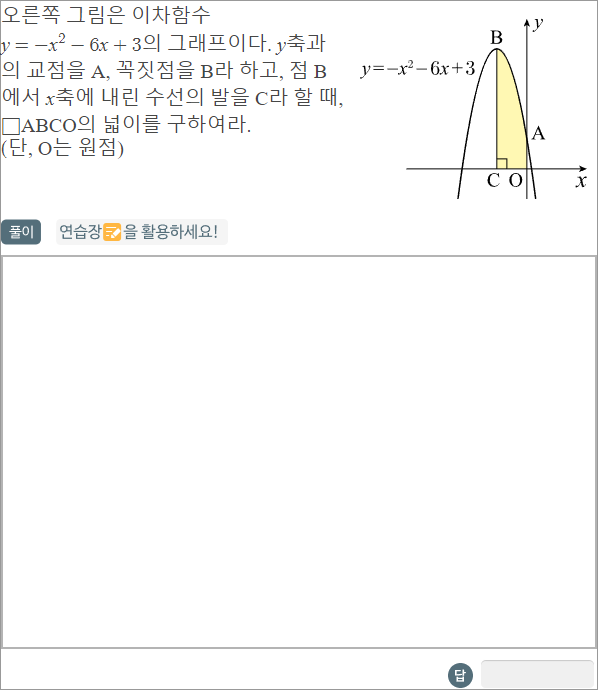 오른쪽 그림은 이차함수
y = −x² − 6x + 3의 그래프이다. y축과
의 교점을 A, 꼭짓점을 B라 하고, 점 B
에서 x축에 내린 수선의 발을 C라 할 때,
□ABCO의 넓이를 구하여라.
(단, O는 원점)
y
B
y=−x²−6x+3
A
C O x
풀이 연습장을 활용하세요!
답